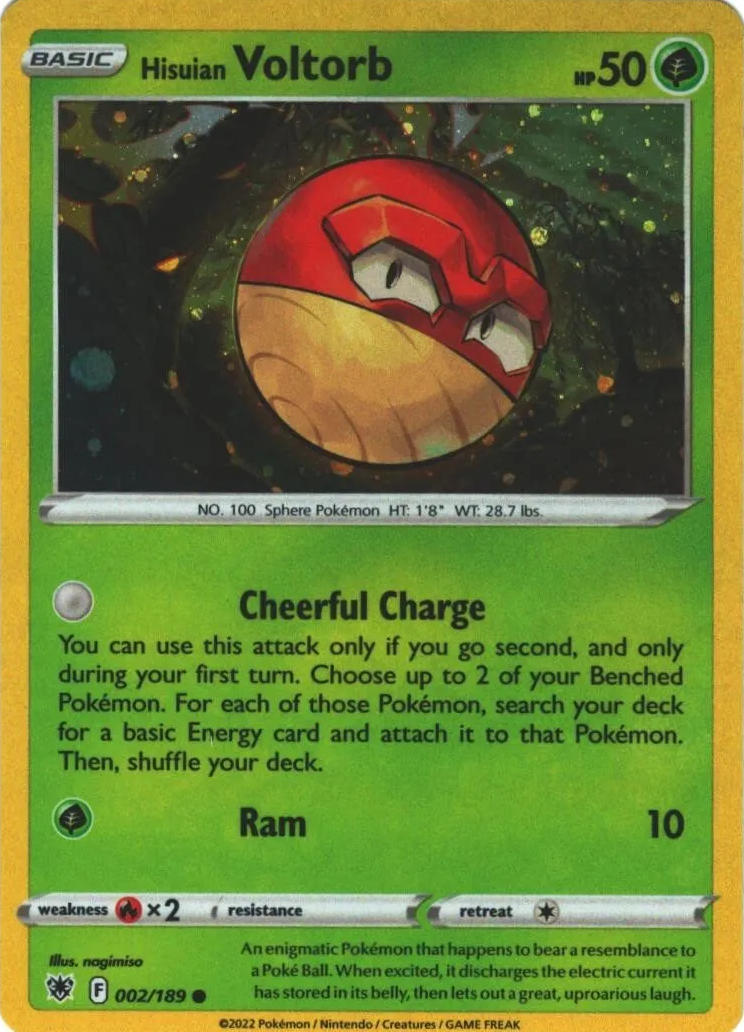 BASIC
Hisuian Voltorb
HP 50
NO. 100 Sphere Pokémon HT: 1'8" WT: 28.7 lbs.
Cheerful Charge
You can use this attack only if you go second, and only
during your first turn. Choose up to 2 of your Benched
Pokémon. For each of those Pokémon, search your deck
for a basic Energy card and attach it to that Pokémon.
Then, shuffle your deck.
Ram 10
weakness ×2 resistance retreat
Illus. nagimiso
F 002/189
An enigmatic Pokémon that happens to bear a resemblance to
a Poké Ball. When excited, it discharges the electric current it
has stored in its belly, then lets out a great, uproarious laugh.
©2022 Pokémon / Nintendo / Creatures / GAME FREAK